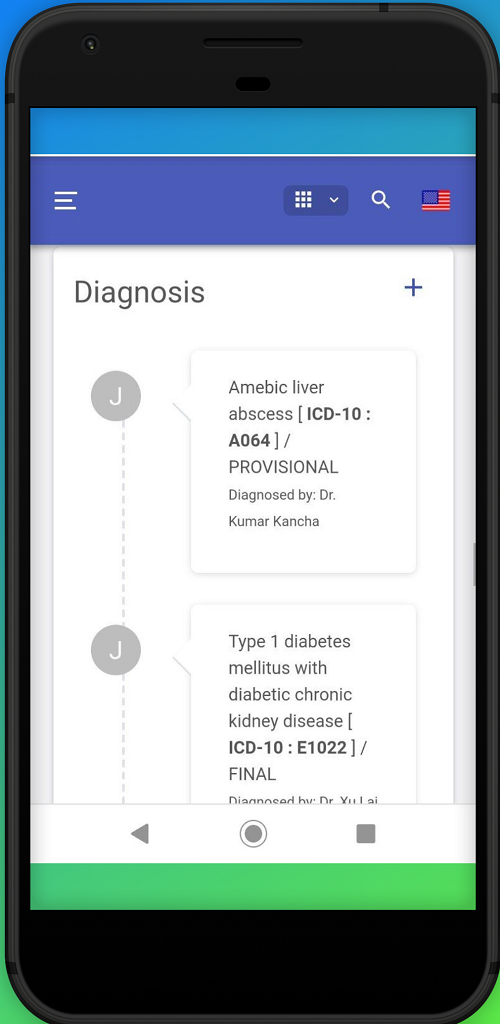 Diagnosis
J
Amebic liver
abscess [ ICD-10 :
A064 ] /
PROVISIONAL
Diagnosed by: Dr.
Kumar Kancha
J
Type 1 diabetes
mellitus with
diabetic chronic
kidney disease [
ICD-10 : E1022 ] /
FINAL
Diagnosed by: Dr. Xu Lai